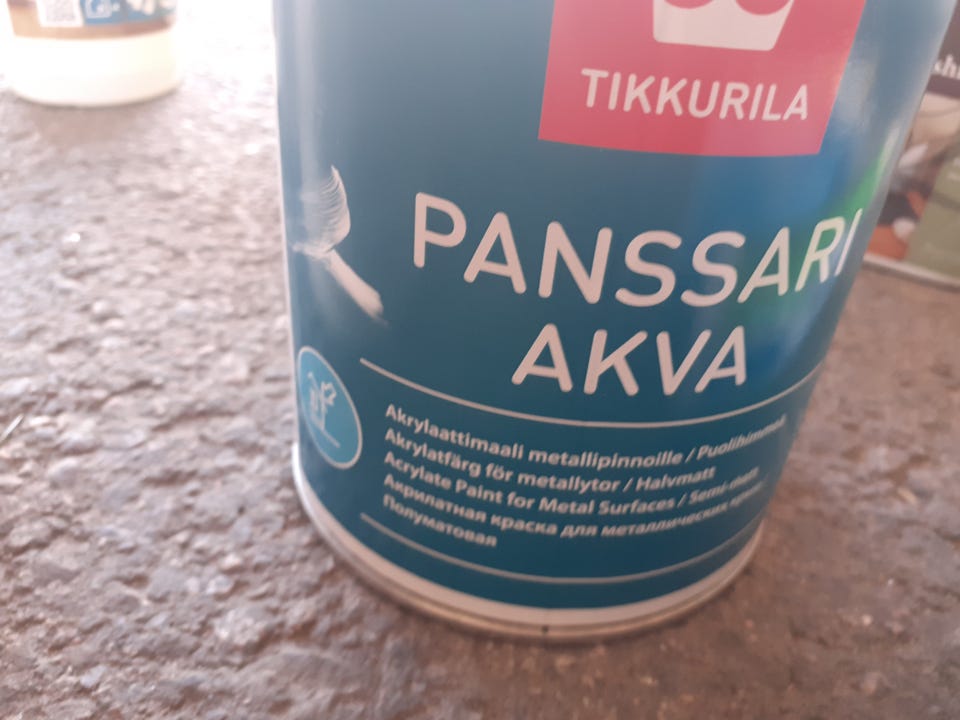 TIKKURILA
PANSSARI
AKVA
Akrylaattimaali metallipinnoille / Puolihimmeä
Akrylatfärg för metallytor / Halvmatt
Acrylate Paint for Metal Surfaces / Semi-matt
Акрилатная краска для металлических
Полуматовая